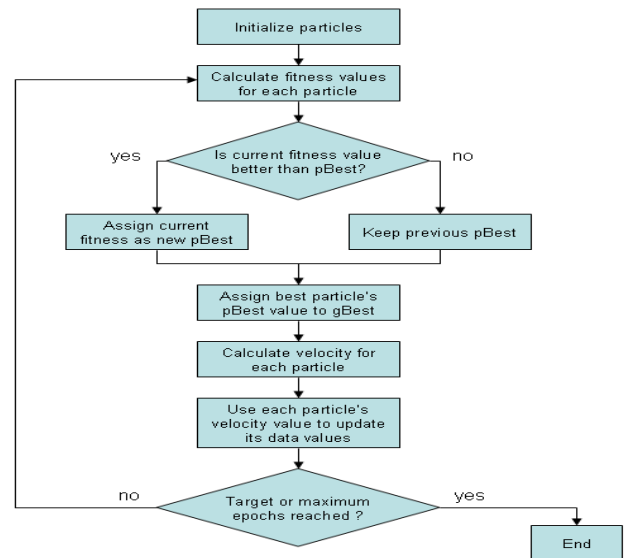 Initialize particles
Calculate fitness values
for each particle
yes
Is current fitness value
better than pBest?
no
Assign current
fitness as new pBest
Keep previous pBest
Assign best particle's
pBest value to gBest
Calculate velocity for
each particle
Use each particle's
velocity value to update
its data values
no
Target or maximum
epochs reached ?
yes
End